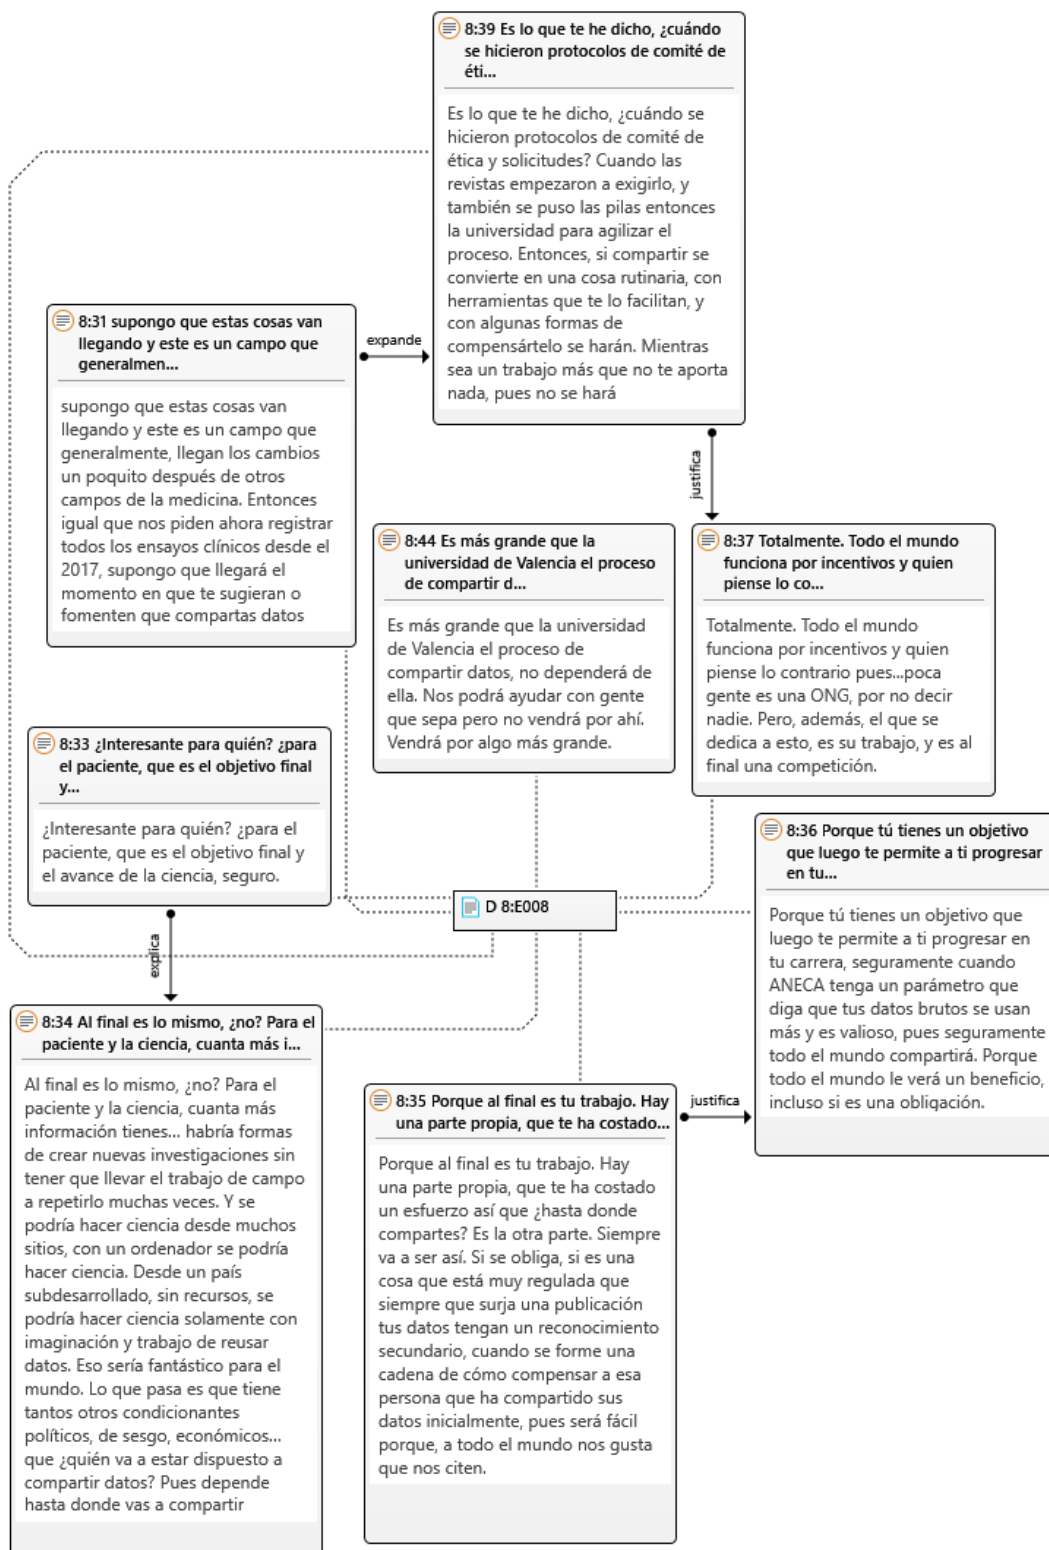 8:39 Es lo que te he dicho, ¿cuándo
se hicieron protocolos de comité de
éti...
Es lo que te he dicho, ¿cuándo se
hicieron protocolos de comité de
ética y solicitudes? Cuando las
revistas empezaron a exigirlo, y
también se puso las pilas entonces
la universidad para agilizar el
proceso. Entonces, si compartir se
convierte en una cosa rutinaria, con
herramientas que te lo facilitan, y
con algunas formas de
compensártelo se harán. Mientras
sea un trabajo más que no te aporta
nada, pues no se hará
8:31 supongo que estas cosas van
llegando y este es un campo que
generalmen...
supongo que estas cosas van
llegando y este es un campo que
generalmente, llegan los cambios
un poquito después de otros
campos de la medicina. Entonces
igual que nos piden ahora registrar
todos los ensayos clínicos desde el
2017, supongo que llegará el
momento en que te sugieran o
fomenten que compartas datos
expande
justifica
8:44 Es más grande que la
universidad de Valencia el proceso
de compartir d...
Es más grande que la universidad
de Valencia el proceso de
compartir datos, no dependerá de
ella. Nos podrá ayudar con gente
que sepa pero no vendrá por ahí.
Vendrá por algo más grande.
8:37 Totalmente. Todo el mundo
funciona por incentivos y quien
piense lo co...
Totalmente. Todo el mundo
funciona por incentivos y quien
piense lo contrario pues...poca
gente es una ONG, por no decir
nadie. Pero, además, el que se
dedica a esto, es su trabajo, y es al
final una competición.
8:33 ¿Interesante para quién? ¿para
el paciente, que es el objetivo final
y...
¿Interesante para quién? ¿para el
paciente, que es el objetivo final y
el avance de la ciencia, seguro.
D 8:E008
8:36 Porque tú tienes un objetivo
que luego te permite a ti progresar
en tu...
Porque tú tienes un objetivo que
luego te permite a ti progresar en
tu carrera, seguramente cuando
ANECA tenga un parámetro que
diga que tus datos brutos se usan
más y es valioso, pues seguramente
todo el mundo compartirá. Porque
todo el mundo le verá un beneficio,
incluso si es una obligación.
explica
8:34 Al final es lo mismo, ¿no? Para el
paciente y la ciencia, cuanta más i...
Al final es lo mismo, ¿no? Para el
paciente y la ciencia, cuanta más
información tienes... habría formas
de crear nuevas investigaciones sin
tener que llevar el trabajo de campo
a repetirlo muchas veces. Y se
podría hacer ciencia desde muchos
sitios, con un ordenador se podría
hacer ciencia. Desde un país
subdesarrollado, sin recursos, se
podría hacer ciencia solamente con
imaginación y trabajo de reusar
datos. Eso sería fantástico para el
mundo. Lo que pasa es que tiene
tantos otros condicionantes
políticos, de sesgo, económicos...
que ¿quién va a estar dispuesto a
compartir datos? Pues depende
hasta donde vas a compartir
8:35 Porque al final es tu trabajo. Hay
una parte propia, que te ha costado...
Porque al final es tu trabajo. Hay
una parte propia, que te ha costado
un esfuerzo así que ¿hasta donde
compartes? Es la otra parte. Siempre
va a ser así. Si se obliga, si es una
cosa que está muy regulada que
siempre que surja una publicación
tus datos tengan un reconocimiento
secundario, cuando se forme una
cadena de cómo compensar a esa
persona que ha compartido sus
datos inicialmente, pues será fácil
porque, a todo el mundo nos gusta
que nos citen.
justifica